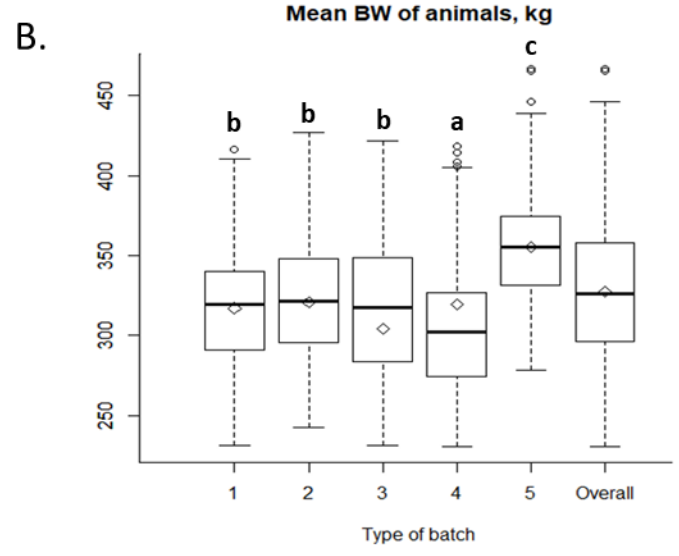 Mean BW of animals, kg
B.
c
b b b a
450
400
350
300
250
1 2 3 4 5 Overall
Type of batch